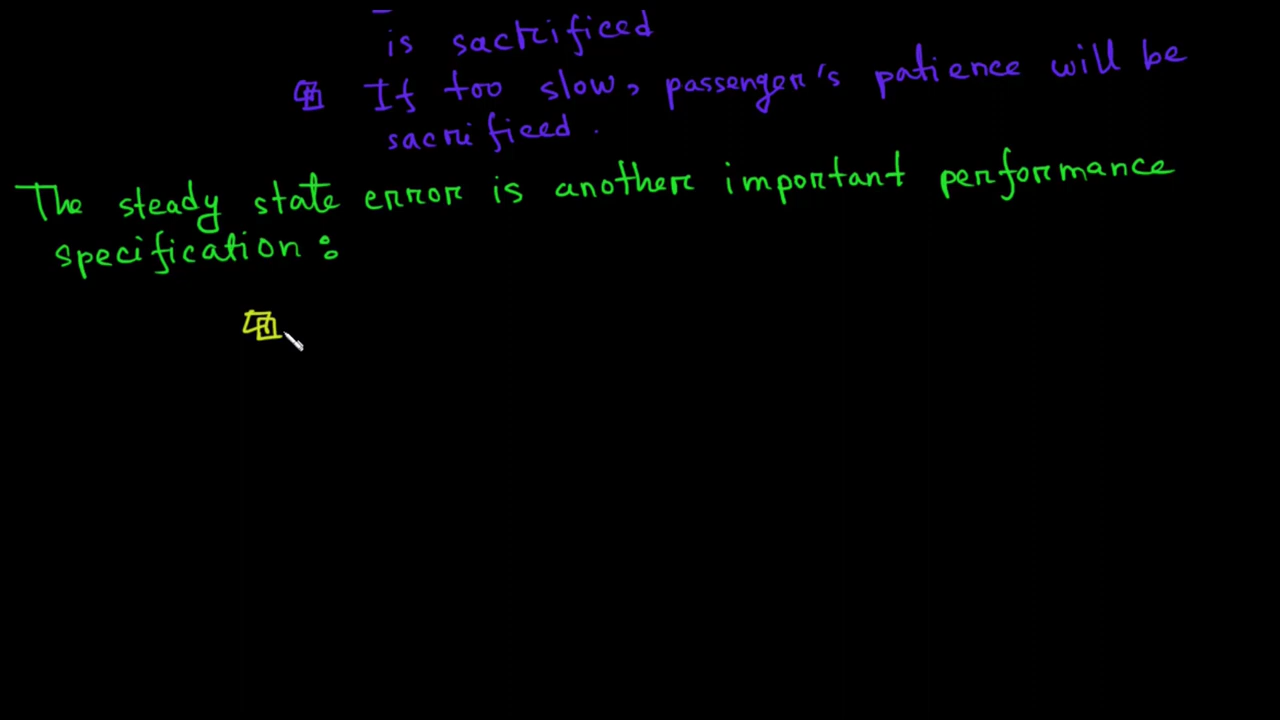 is sacrificed
If too slow, passenger's patience will be
sacrificed.
The steady state error is another important performance
specification: